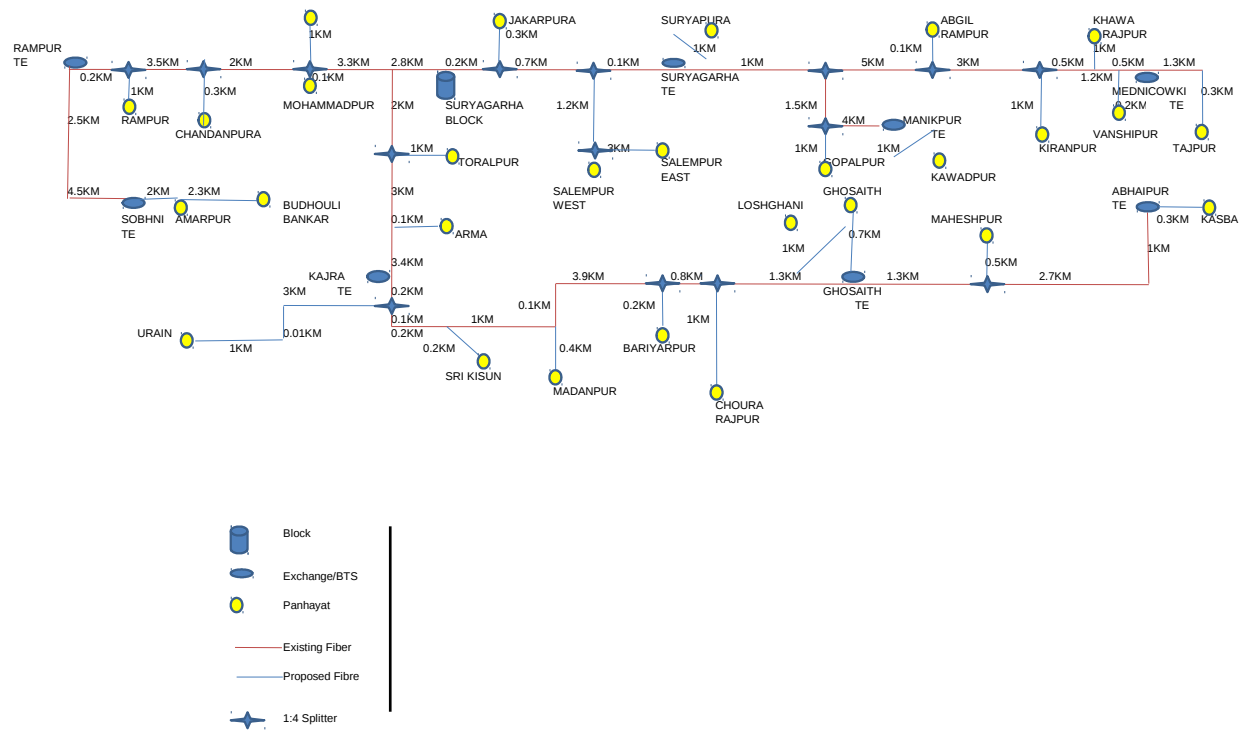 1KM
JAKARPURA
0.3KM
SURYAPURA
1KM
ABGIL
RAMPUR
0.1KM
KHAWA
RAJPUR
1KM
RAMPUR
TE
0.2KM
3.5KM
2KM
3.3KM
2.8KM
0.2KM
0.7KM
0.1KM
1KM
5KM
3KM
0.5KM
0.5KM
1.3KM
1KM
RAMPUR
0.3KM
CHANDANPURA
0.1KM
MOHAMMADPUR
2KM
SURYAGARHA
BLOCK
1.2KM
SURYAGARHA
TE
1.5KM
4KM
MANIKPUR
TE
1KM
1.2KM
MEDNICOWKI
TE
0.2KM
VANSHIPUR
0.3KM
TAJPUR
KIRANPUR
2.5KM
1KM
TORALPUR
3KM
SALEMPUR
EAST
SALEMPUR
WEST
1KM
GOPALPUR
1KM
KAWADPUR
4.5KM
2KM
2.3KM
SOBHNI
TE
AMARPUR
BUDHOULI
BANKAR
3KM
0.1KM
ARMA
GHOSAITH
LOSHGHANI
0.7KM
1KM
MAHESHPUR
0.5KM
ABHAIPUR
TE
0.3KM
KASBA
1KM
KAJRA
TE
3.4KM
0.2KM
3KM
3.9KM
0.8KM
1.3KM
GHOSAITH
TE
1.3KM
2.7KM
URAIN
0.01KM
1KM
0.1KM
0.2KM
1KM
0.1KM
0.2KM
BARIYARPUR
1KM
0.2KM
SRI KISUN
0.4KM
MADANPUR
CHOURA
RAJPUR
Block
Exchange/BTS
Panhayat
Existing Fiber
Proposed Fibre
1:4 Splitter